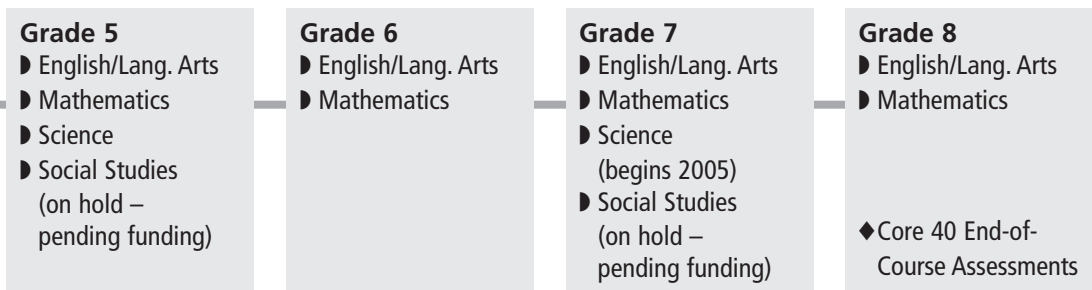 Grade 5
◗ English/Lang. Arts
◗ Mathematics
◗ Science
◗ Social Studies
(on hold –
pending funding)
Grade 6
◗ English/Lang. Arts
◗ Mathematics
Grade 7
◗ English/Lang. Arts
◗ Mathematics
◗ Science
(begins 2005)
◗ Social Studies
(on hold –
pending funding)
Grade 8
◗ English/Lang. Arts
◗ Mathematics
◆Core 40 End-of-
Course Assessments